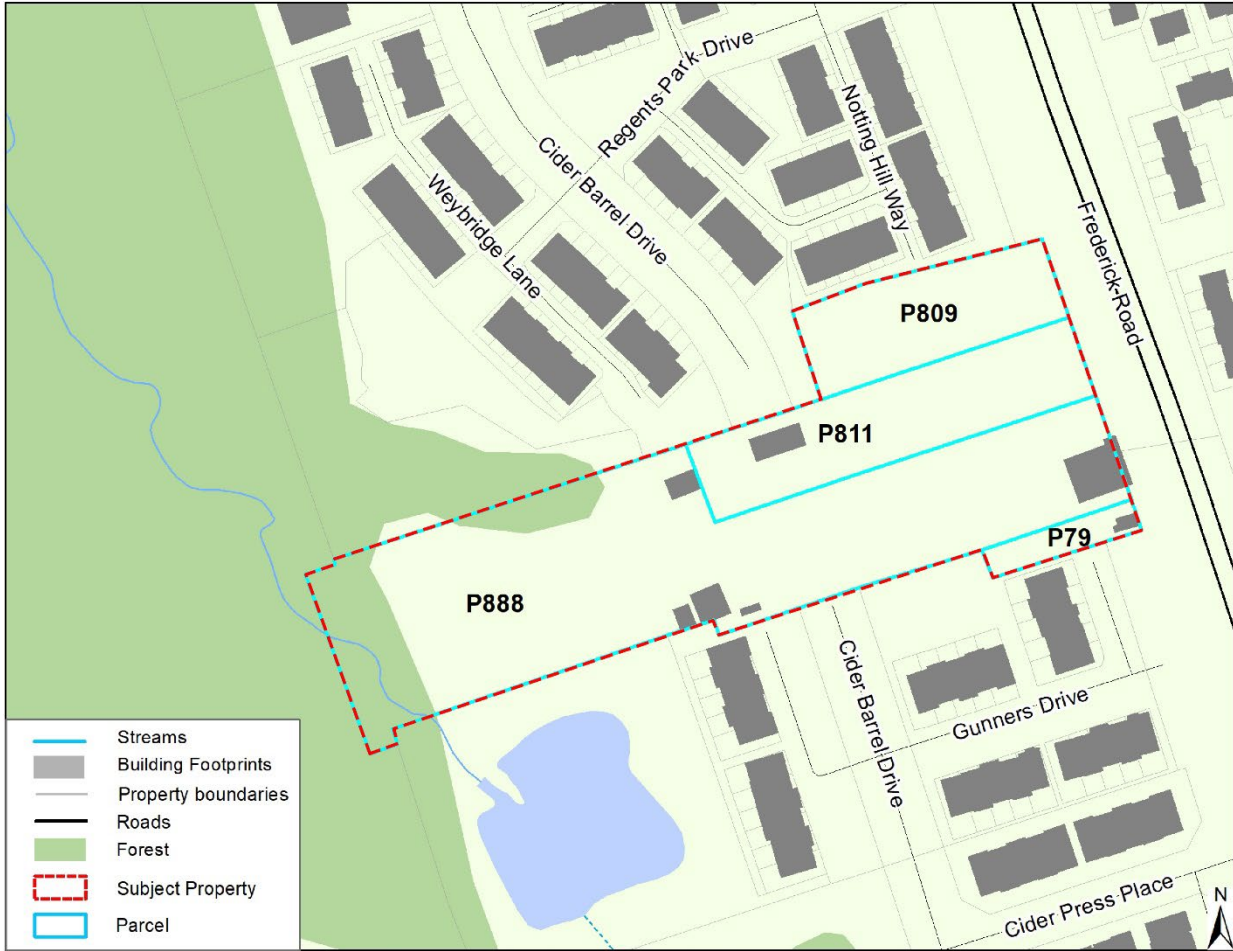 Regents Park Drive
Notting Hill Way
Cider Barrel Drive
Weybridge Lane
Frederick Road
P809
P811
P79
P888
Cider Barrel Drive
Gunners Drive
Cider Press Place
N
Streams
Building Footprints
Property boundaries
Roads
Forest
Subject Property
Parcel